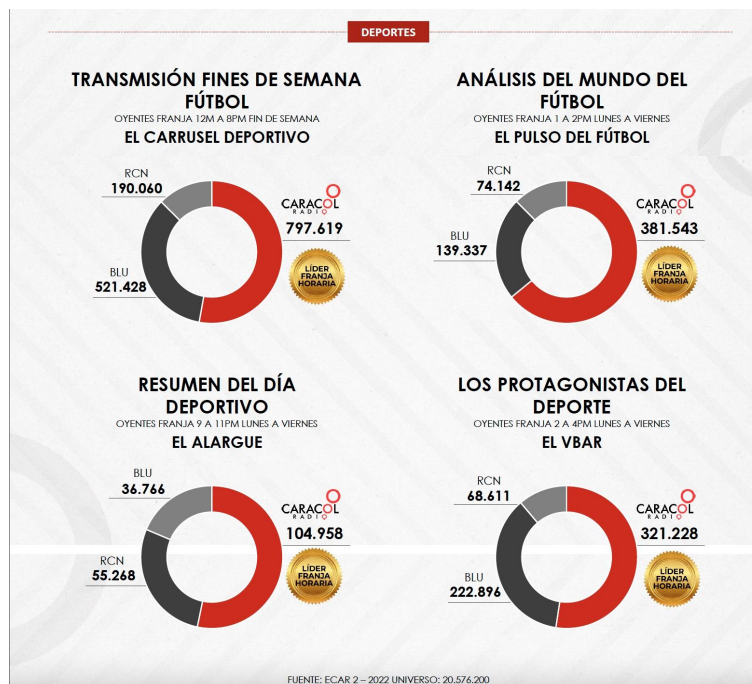 DEPORTES
TRANSMISIÓN FINES DE SEMANA
FÚTBOL
OYENTES FRANJA 12M A 8PM FIN DE SEMANA
EL CARRUSEL DEPORTIVO
RCN
190.060
CARACOL
RADIO
797.619
LÍDER
FRANJA
HORARIA
BLU
521.428
ANÁLISIS DEL MUNDO DEL
FÚTBOL
OYENTES FRANJA 1 A 2PM LUNES A VIERNES
EL PULSO DEL FÚTBOL
RCN
74.142
CARACOL
RADIO
381.543
BLU
139.337
LÍDER
FRANJA
HORARIA
RESUMEN DEL DÍA
DEPORTIVO
OYENTES FRANJA 9 A 11PM LUNES A VIERNES
EL ALARGUE
BLU
36.766
CARACOL
RADIO
104.958
RCN
55.268
LÍDER
FRANJA
HORARIA
LOS PROTAGONISTAS DEL
DEPORTE
OYENTES FRANJA 2 A 4PM LUNES A VIERNES
EL VBAR
RCN
68.611
CARACOL
RADIO
321.228
BLU
222.896
LÍDER
FRANJA
HORARIA
FUENTE: ECAR 2 – 2022 UNIVERSO: 20.576.200